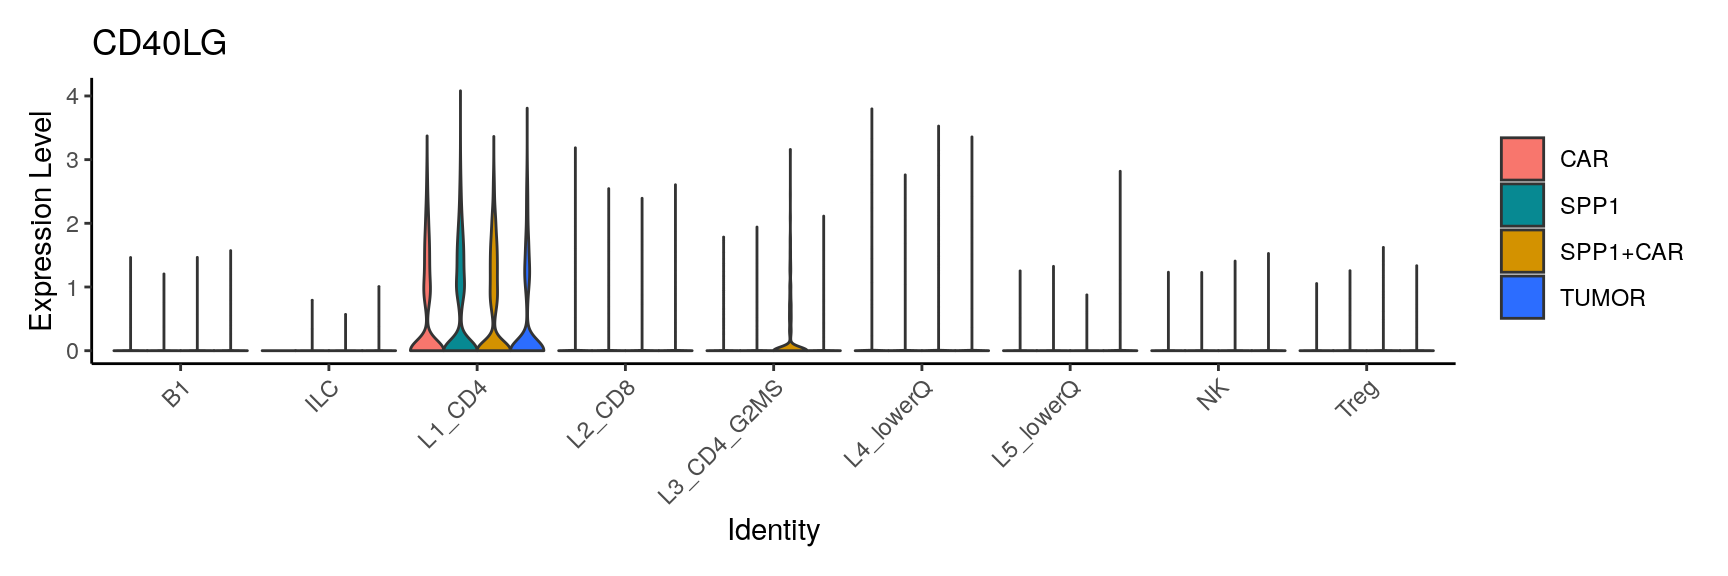 CD40LG
Expression Level
4
3
2
1
0
B1
ILC
L1_CD4
L2_CD8
L3_CD4_G2MS
L4_lowerQ
L5_lowerQ
NK
Treg
Identity
CAR
SPP1
SPP1+CAR
TUMOR